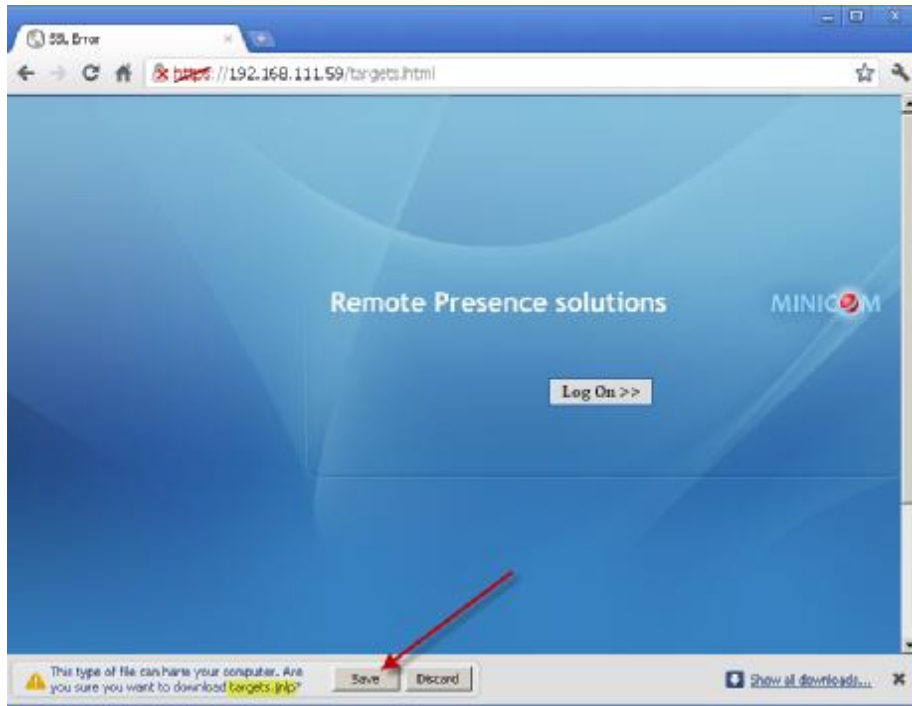 SSL Error
https://192.168.111.59/targets.html
Remote Presence solutions
MINICOM
Log On >>
This type of file can harm your computer. Are
you sure you want to download targets.jnlp?
Save
Discard
Show all downloads...